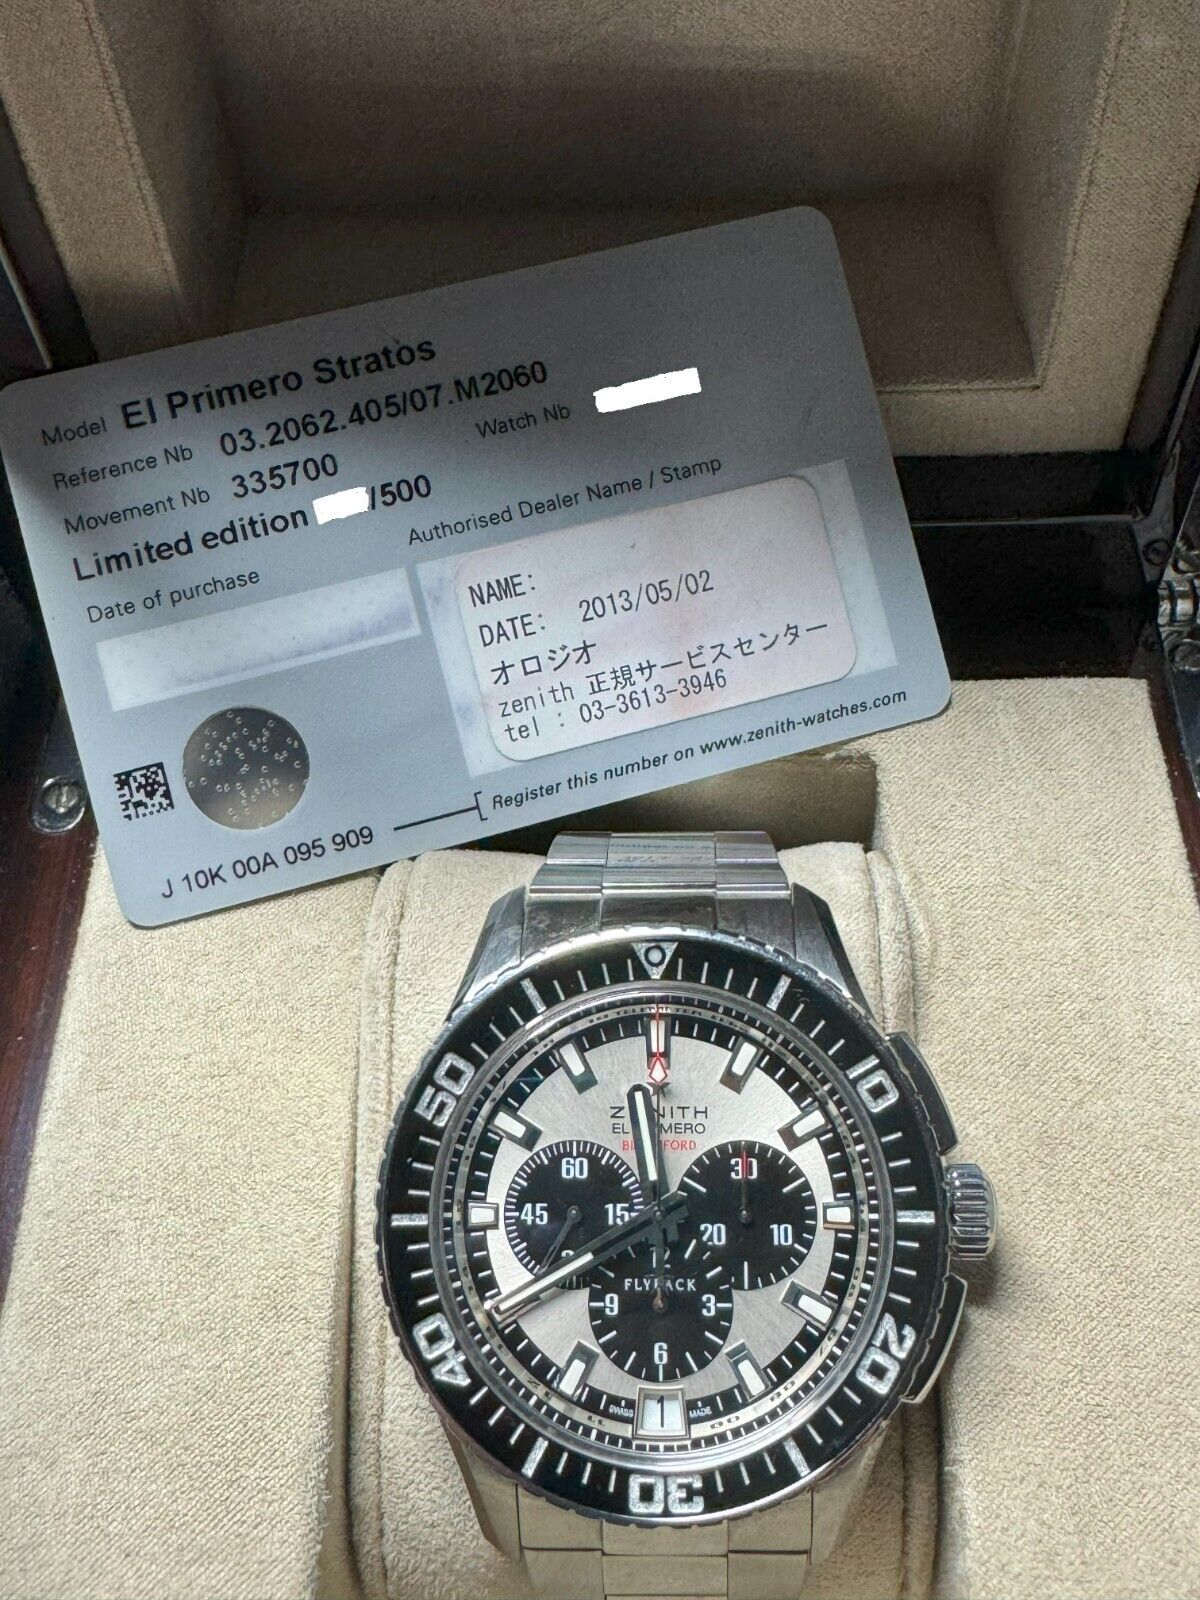 Model El Primero Stratos
Reference Nb 03.2062.405/07.M2060
Movement Nb 335700 Watch Nb
Limited edition /500
Date of purchase
Authorised Dealer Name / Stamp
NAME:
DATE: 2013/05/02
オロジオ
zenith 正規サービスセンター
tel : 03-3613-3946
Register this number on www.zenith-watches.com
J 10K 00A 095 909
ZENITH
FLYBACK
60
45
15
30
20
10
12
9
3
6
1
SWISS MADE
10
20
30
40
50